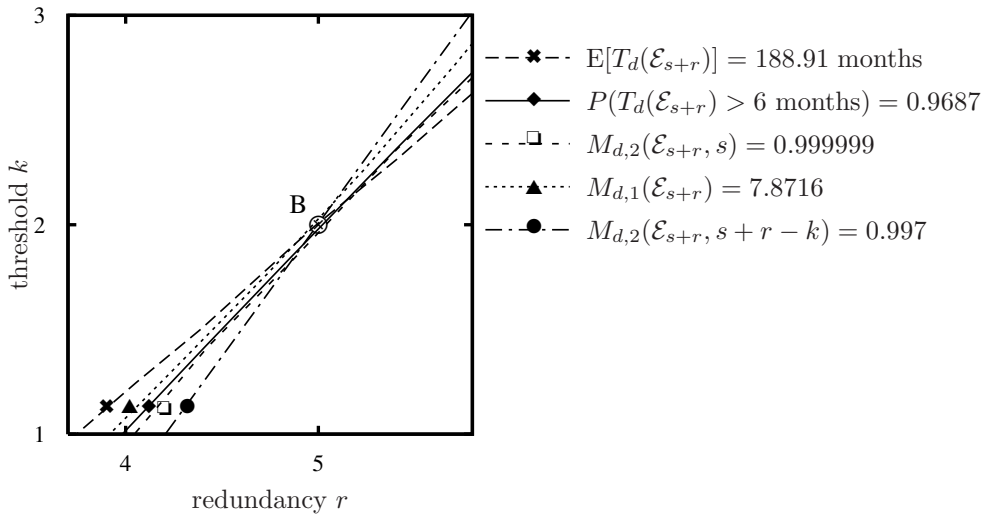 3
E[T_d(ℰ_{s+r})] = 188.91 months
P(T_d(ℰ_{s+r}) > 6 months) = 0.9687
M_{d,2}(ℰ_{s+r}, s) = 0.999999
M_{d,1}(ℰ_{s+r}) = 7.8716
M_{d,2}(ℰ_{s+r}, s + r − k) = 0.997
B
2
threshold k
1
4 5
redundancy r